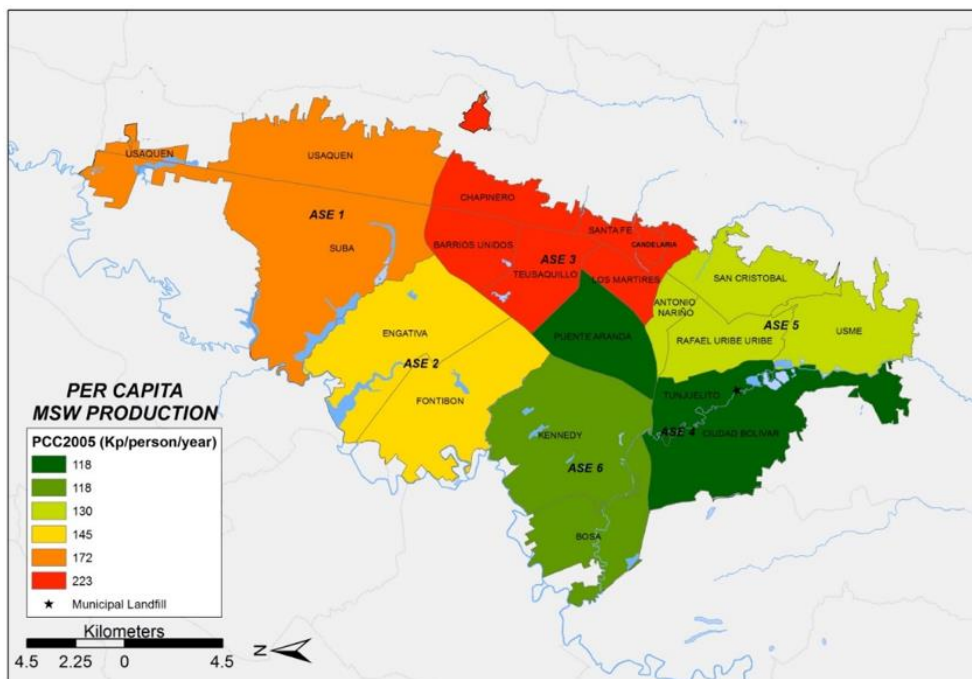 USAQUEN
USAQUEN
CHAPINERO
ASE 1
SANTA FE
CANDELARIA
SUBA
BARRIOS UNIDOS
ASE 3
TEUSAQUILLO
LOS MARTIRES
SAN CRISTOBAL
ANTONIO
NARIÑO
ASE 5
USME
ENGATIVA
PUENTE ARANDA
RAFAEL URIBE URIBE
ASE 2
FONTIBON
TUNJUELITO
KENNEDY
ASE 4
CIUDAD BOLIVAR
ASE 6
BOSA
PER CAPITA
MSW PRODUCTION
PCC2005 (Kp/person/year)
118
118
130
145
172
223
Municipal Landfill
Kilometers
4.5 2.25 0 4.5
N